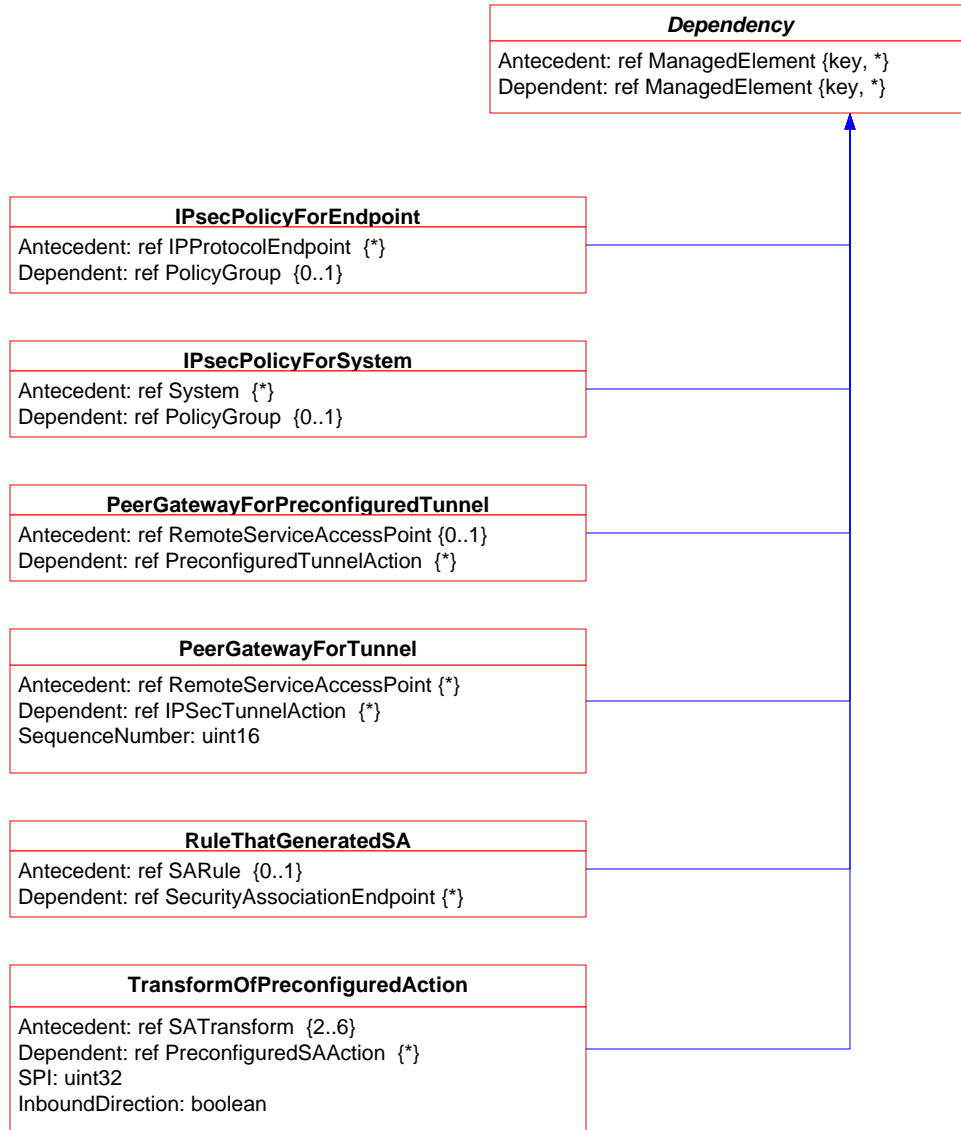 Dependency
Antecedent: ref ManagedElement {key, *}
Dependent: ref ManagedElement {key, *}
IPsecPolicyForEndpoint
Antecedent: ref IPProtocolEndpoint {*}
Dependent: ref PolicyGroup {0..1}
IPsecPolicyForSystem
Antecedent: ref System {*}
Dependent: ref PolicyGroup {0..1}
PeerGatewayForPreconfiguredTunnel
Antecedent: ref RemoteServiceAccessPoint {0..1}
Dependent: ref PreconfiguredTunnelAction {*}
PeerGatewayForTunnel
Antecedent: ref RemoteServiceAccessPoint {*}
Dependent: ref IPSecTunnelAction {*}
SequenceNumber: uint16
RuleThatGeneratedSA
Antecedent: ref SARule {0..1}
Dependent: ref SecurityAssociationEndpoint {*}
TransformOfPreconfiguredAction
Antecedent: ref SATransform {2..6}
Dependent: ref PreconfiguredSAAction {*}
SPI: uint32
InboundDirection: boolean